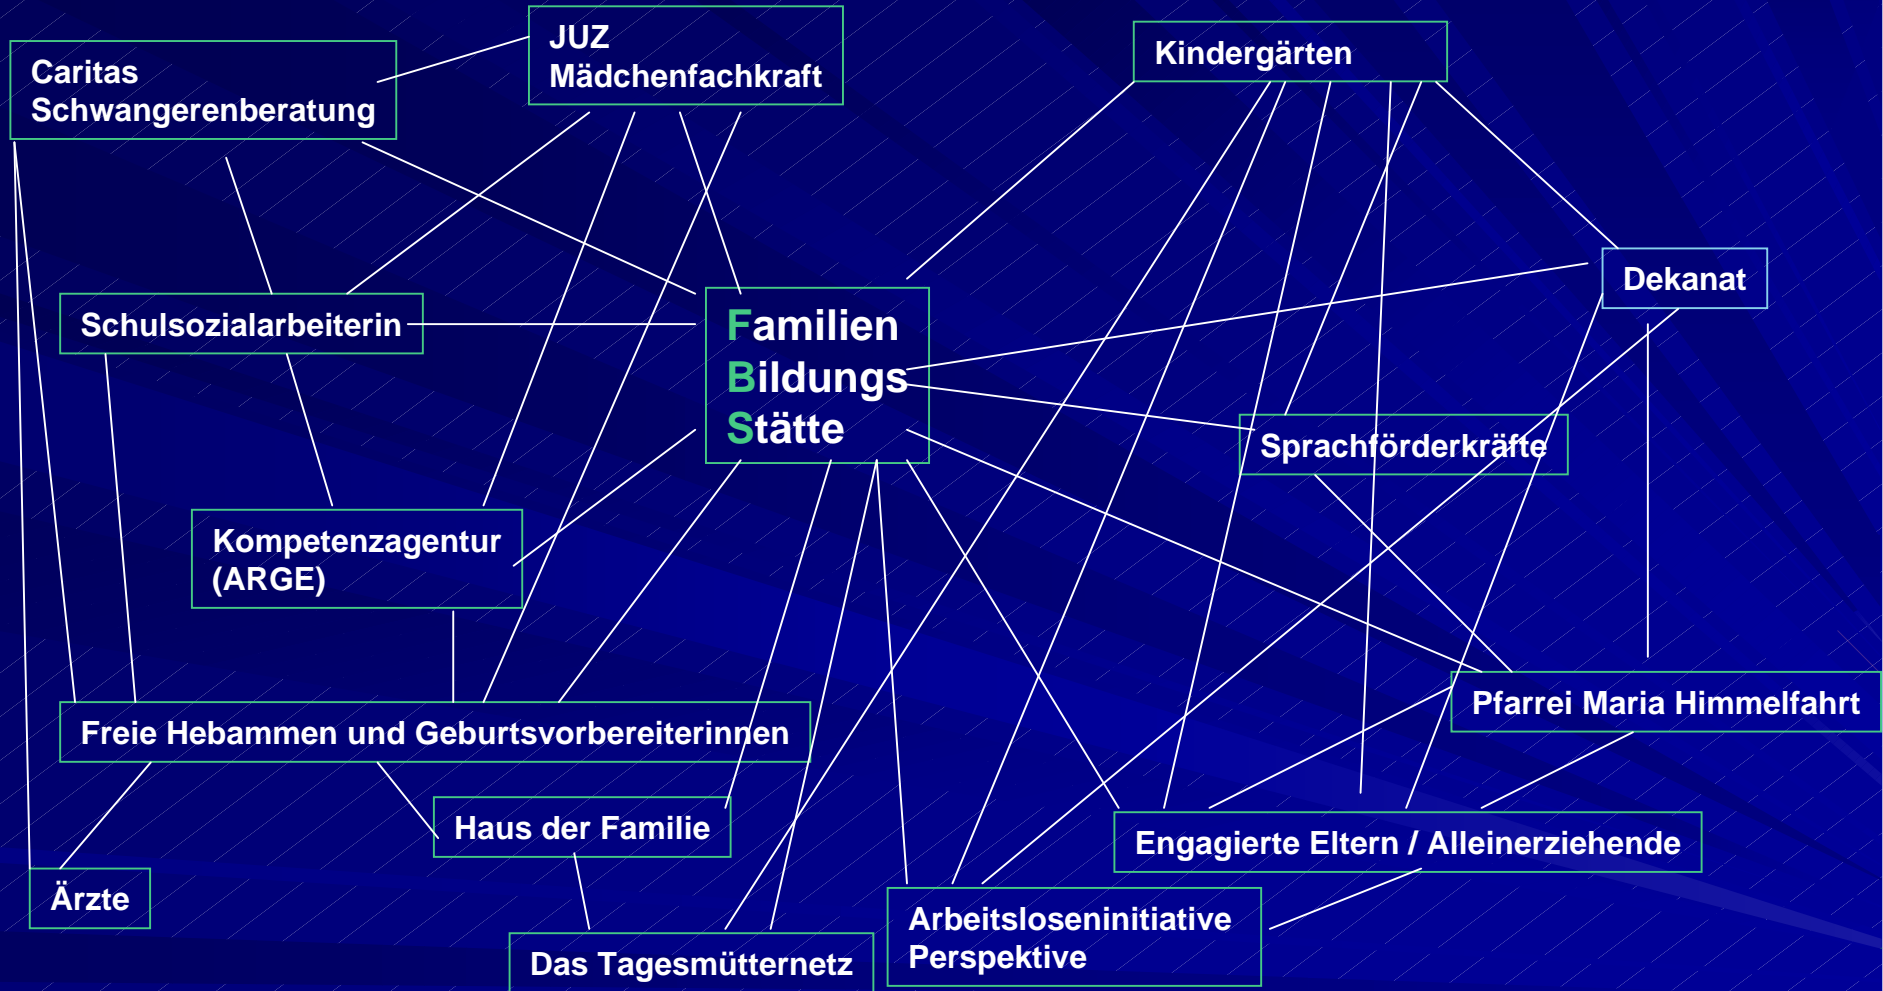 JUZ
Mädchenfachkraft
Kindergärten
Caritas
Schwangerenberatung
Dekanat
Schulsozialarbeiterin
Familien
Bildungs
Stätte
Sprachförderkräfte
Kompetenzagentur
(ARGE)
Pfarrei Maria Himmelfahrt
Freie Hebammen und Geburtsvorbereiterinnen
Haus der Familie
Engagierte Eltern / Alleinerziehende
Ärzte
Arbeitsloseninitiative
Perspektive
Das Tagesmütternetz